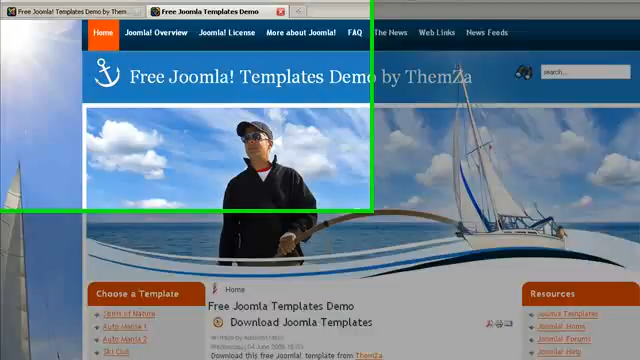 Free Joomla Templates Demo by Them...
Free Joomla Templates Demo
Home Joomla! Overview Joomla! License More about Joomla! FAQ The News Web Links News Feeds
Free Joomla! Templates Demo by ThemZa
search...
Choose a Template
Spirit of Nature
Auto Mania 1
Auto Mania 2
Ski Club
Home
Free Joomla Templates Demo
Download Joomla Templates
Written by Administrator
Download this free Joomla! template from ThemZa
Resources
Joomla Templates
Joomla! Home
Joomla! Forums
Joomla! Help